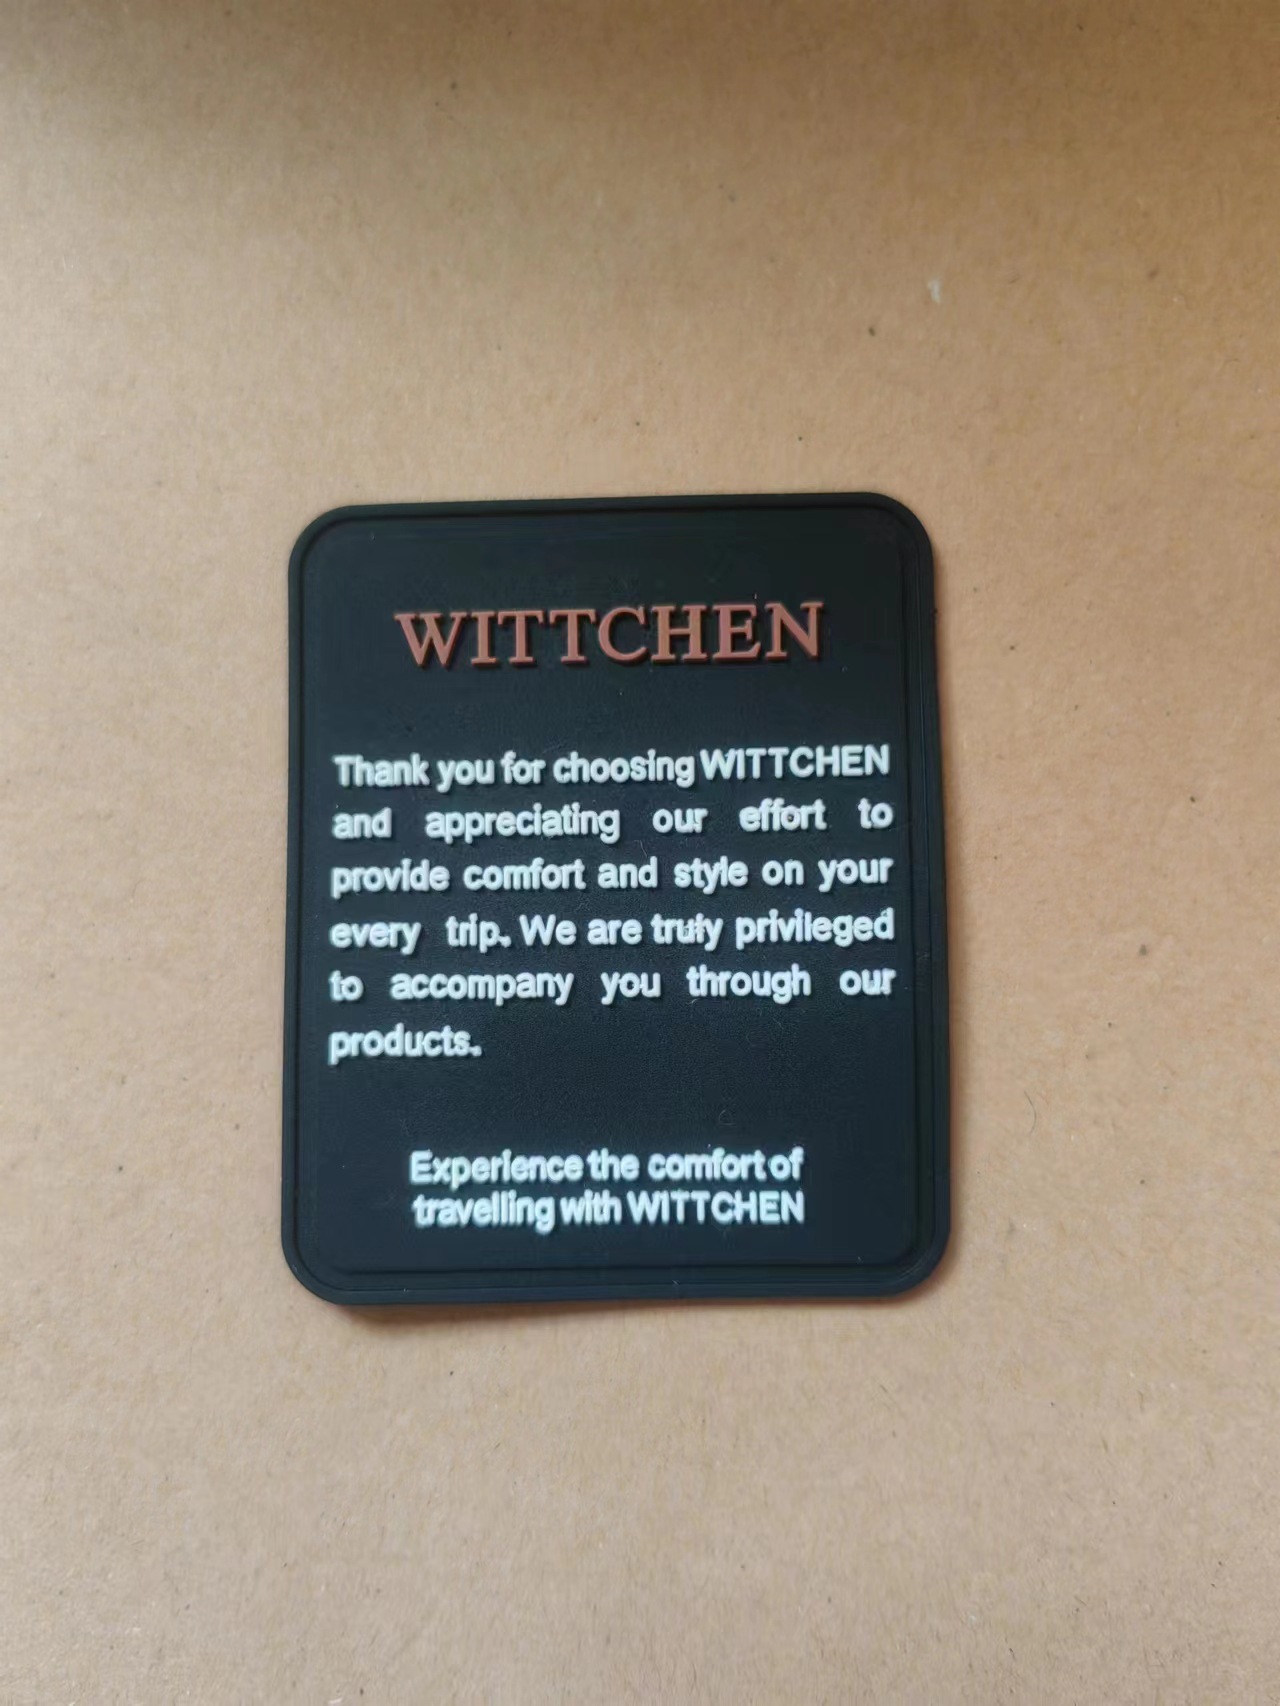 WITTCHEN
Thank you for choosing WITTCHEN
and appreciating our effort to
provide comfort and style on your
every trip. We are truly privileged
to accompany you through our
products.
Experience the comfort of
travelling with WITTCHEN